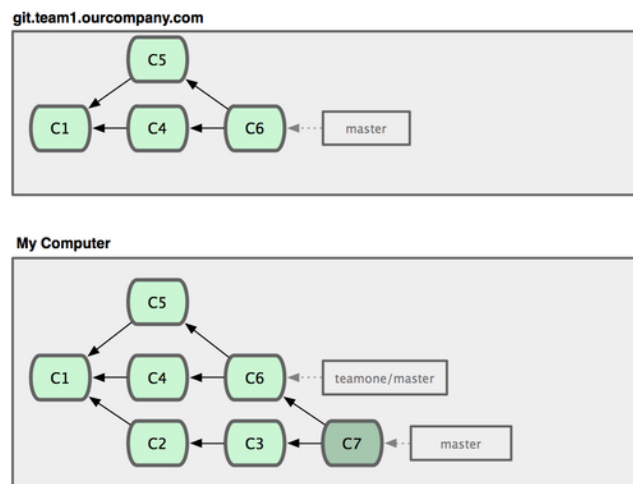 git.team1.ourcompany.com
C5
C1 C4 C6 master
My Computer
C5
C1 C4 C6 teamone/master
C2 C3 C7 master